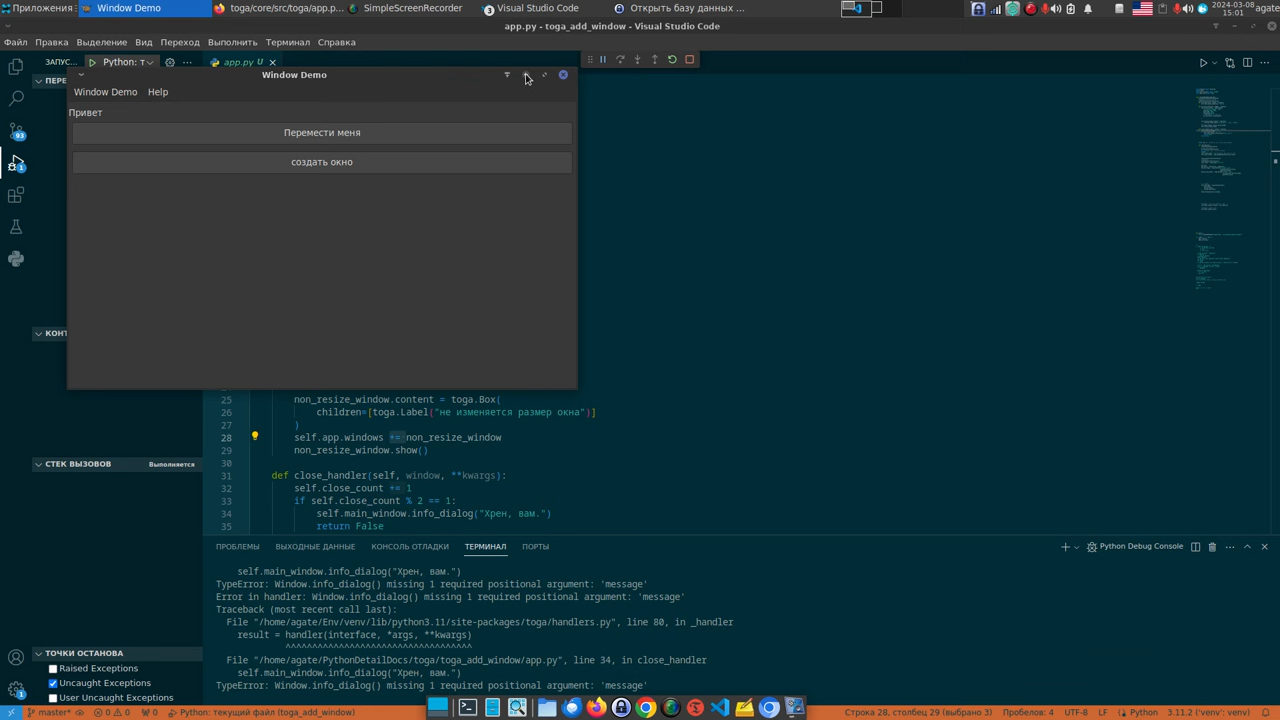 Приложения
Window Demo
toga/core/src/toga/app.p...
SimpleScreenRecorder
Visual Studio Code
Открыть базу данных ...
2024-03-08
15:01
agate
app.py - toga_add_window - Visual Studio Code
Файл Правка Выделение Вид Переход Выполнить Терминал Справка
ЗАПУС...
Python: т
app.py U
ПЕРЕ
Window Demo
Window Demo Help
Привет
Перемести меня
создать окно
93
1
КОНТ
25 non_resize_window.content = toga.Box(
26 children=[toga.Label("не изменяется размер окна")]
27 )
28 self.app.windows += non_resize_window
29 non_resize_window.show()
30
31 def close_handler(self, window, **kwargs):
32 self.close_count += 1
33 if self.close_count % 2 == 1:
34 self.main_window.info_dialog("Хрен, вам.")
35 return False
СТЕК ВЫЗОВОВ
Выполняется
ПРОБЛЕМЫ ВЫХОДНЫЕ ДАННЫЕ КОНСОЛЬ ОТЛАДКИ ТЕРМИНАЛ ПОРТЫ
Python Debug Console
self.main_window.info_dialog("Хрен, вам.")
TypeError: Window.info_dialog() missing 1 required positional argument: 'message'
Error in handler: Window.info_dialog() missing 1 required positional argument: 'message'
Traceback (most recent call last):
File "/home/agate/Env/venv/lib/python3.11/site-packages/toga/handlers.py", line 80, in _handler
result = handler(interface, *args, **kwargs)
^^^^^^^^^^^^^^^^^^^^^^^^^^^^^^^^^^^
File "/home/agate/PythonDetailDocs/toga/toga_add_window/app.py", line 34, in close_handler
self.main_window.info_dialog("Хрен, вам.")
TypeError: Window.info_dialog() missing 1 required positional argument: 'message'
ТОЧКИ ОСТАНОВА
Raised Exceptions
Uncaught Exceptions
User Uncaught Exceptions
1
master*
0
0
0
Python: текущий файл (toga_add_window)
Строка 28, столбец 29 (выбрано 3)
Пробелов: 4
UTF-8
LF
Python
3.11.2 ('venv': venv)